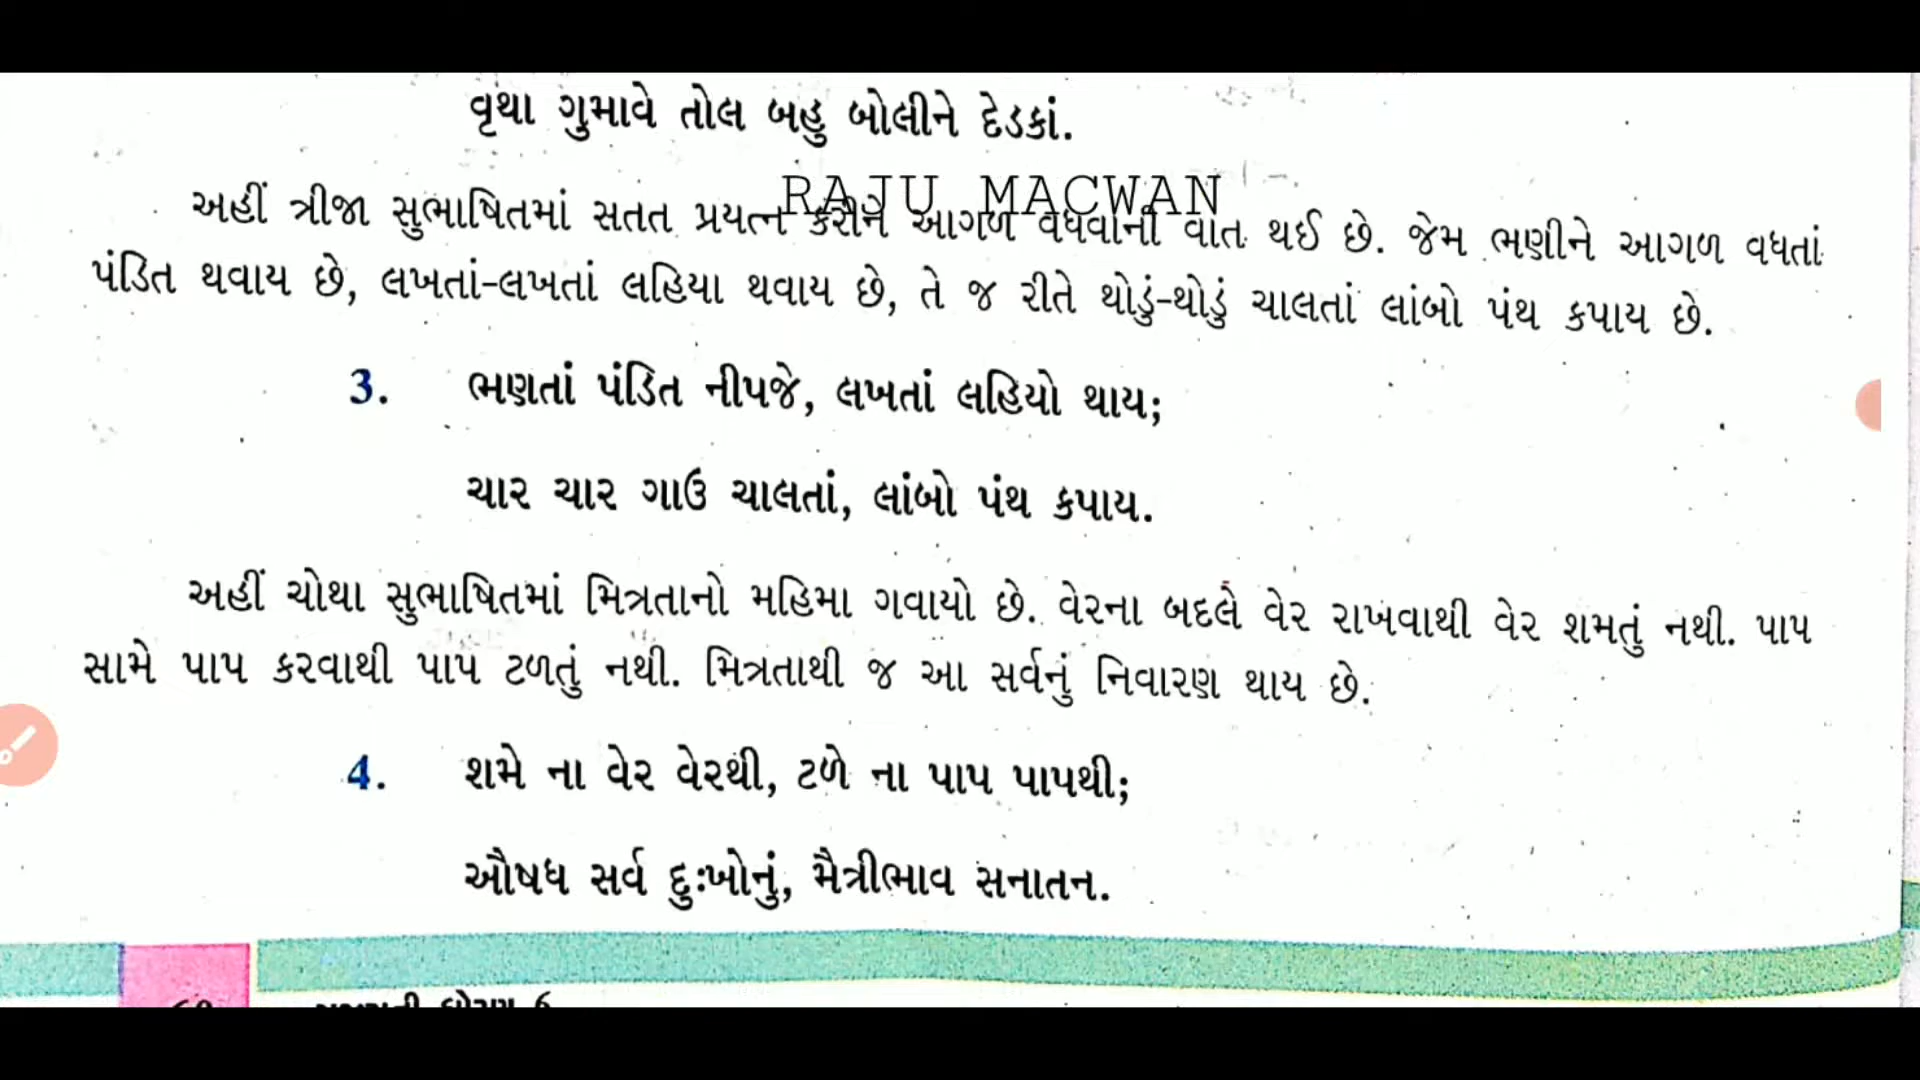 વૃથા ગુમાવે તોલ બહુ બોલીને દેડકાં.
RAJU MACWAN
અહીં ત્રીજા સુભાષિતમાં સતત પ્રયત્ન કરીને આગળ વધવાની વાત થઈ છે. જેમ ભણીને આગળ વધતાં
પંડિત થવાય છે, લખતાં-લખતાં લહિયા થવાય છે, તે જ રીતે થોડું-થોડું ચાલતાં લાંબો પંથ કપાય છે.
3. ભણતાં પંડિત નીપજે, લખતાં લહિયો થાય;
ચાર ચાર ગાઉ ચાલતાં, લાંબો પંથ કપાય.
અહીં ચોથા સુભાષિતમાં મિત્રતાનો મહિમા ગવાયો છે. વેરના બદલે વેર રાખવાથી વેર શમતું નથી. પાપ
સામે પાપ કરવાથી પાપ ટળતું નથી. મિત્રતાથી જ આ સર્વનું નિવારણ થાય છે.
4. શમે ના વેર વેરથી, ટળે ના પાપ પાપથી;
ઔષધ સર્વ દુઃખોનું, મૈત્રીભાવ સનાતન.